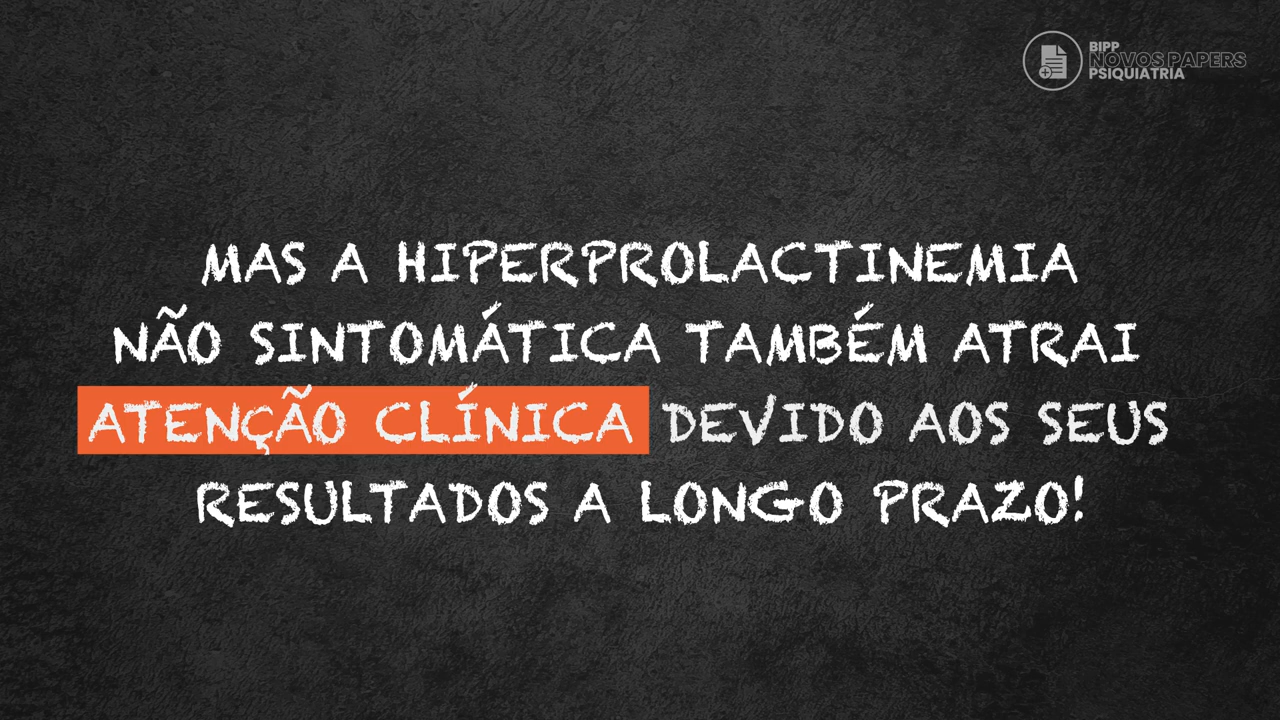 BIPP
NOVOS PAPERS
PSIQUIATRIA
MAS A HIPERPROLACTINEMIA
NÃO SINTOMÁTICA TAMBÉM ATRAI
ATENÇÃO CLÍNICA DEVIDO AOS SEUS
RESULTADOS A LONGO PRAZO!